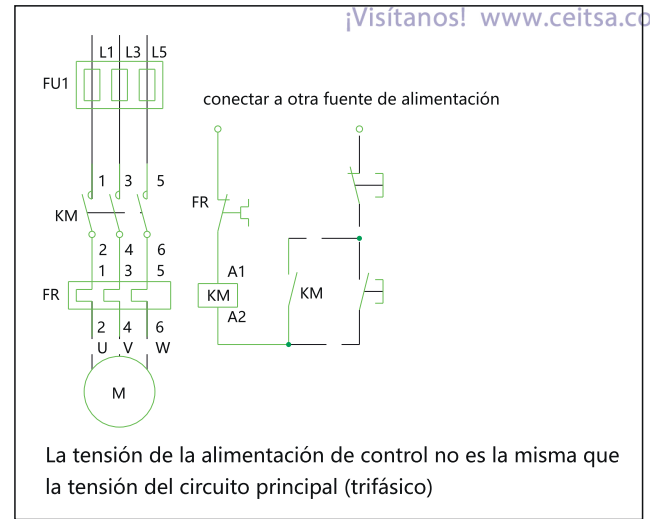 ¡Visítanos! www.ceitsa.co
L1 L3 L5
FU1
conectar a otra fuente de alimentación
1 3 5
KM
FR
2 4 6
1 3 5
FR
A1
KM
KM
A2
2 4 6
U V W
M
La tensión de la alimentación de control no es la misma que
la tensión del circuito principal (trifásico)